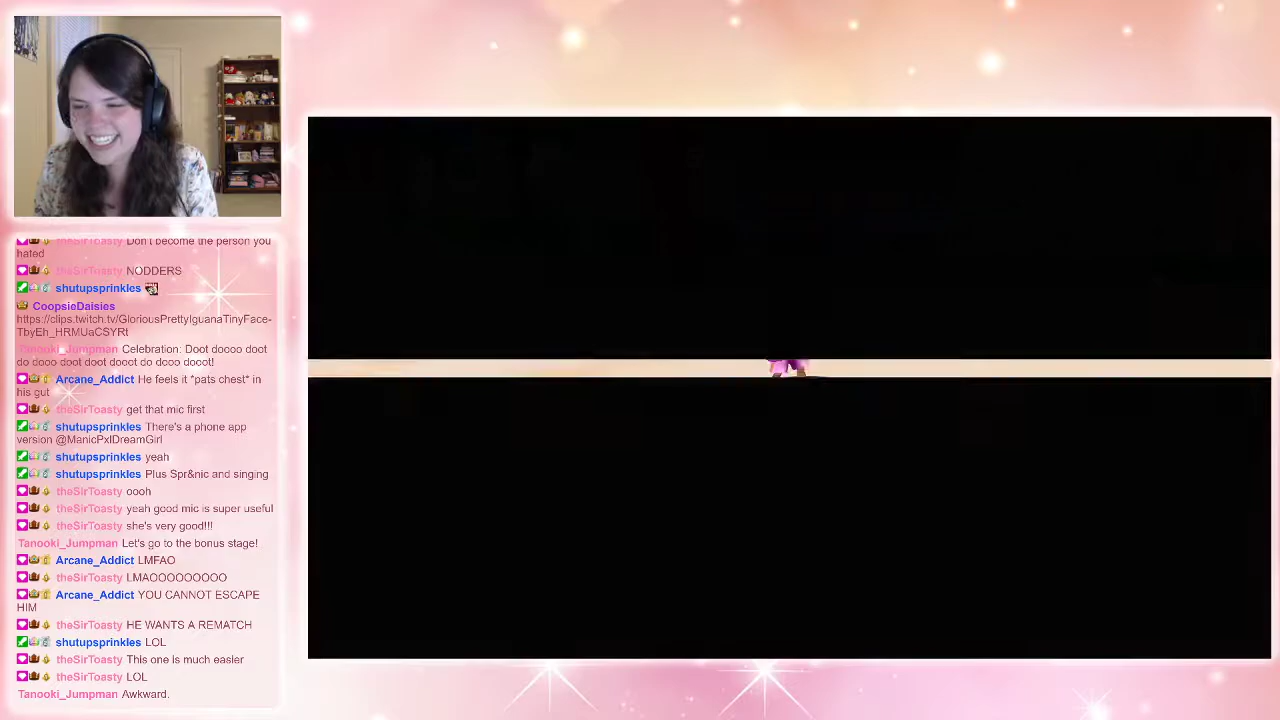 theSirToasty Don't become the person you
hated
theSirToasty NODDERS
shutupsprinkles
CoopsieDaisies
https://clips.twitch.tv/GloriousPrettyIguanaTinyFace-
TbyEh_HRMUaCSYRt
Tanooki_Jumpman Celebration: Doot docoo doot
do dooo doot doot docot do dcoo docot!
Arcane_Addict He feels it *pats chest* in
his gut
theSirToasty get that mic first
shutupsprinkles There's a phone app
version @ManicPxlDreamGirl
shutupsprinkles yeah
shutupsprinkles Plus Spr&nic and singing
theSirToasty oooh
theSirToasty yeah good mic is super useful
theSirToasty she's very good!!!
Tanooki_Jumpman Let's go to the bonus stage!
Arcane_Addict LMFAO
theSirToasty LMAOOOOOOOOO
Arcane_Addict YOU CANNOT ESCAPE
HIM
theSirToasty HE WANTS A REMATCH
shutupsprinkles LOL
theSirToasty This one is much easier
theSirToasty LOL
Tanooki_Jumpman Awkward.